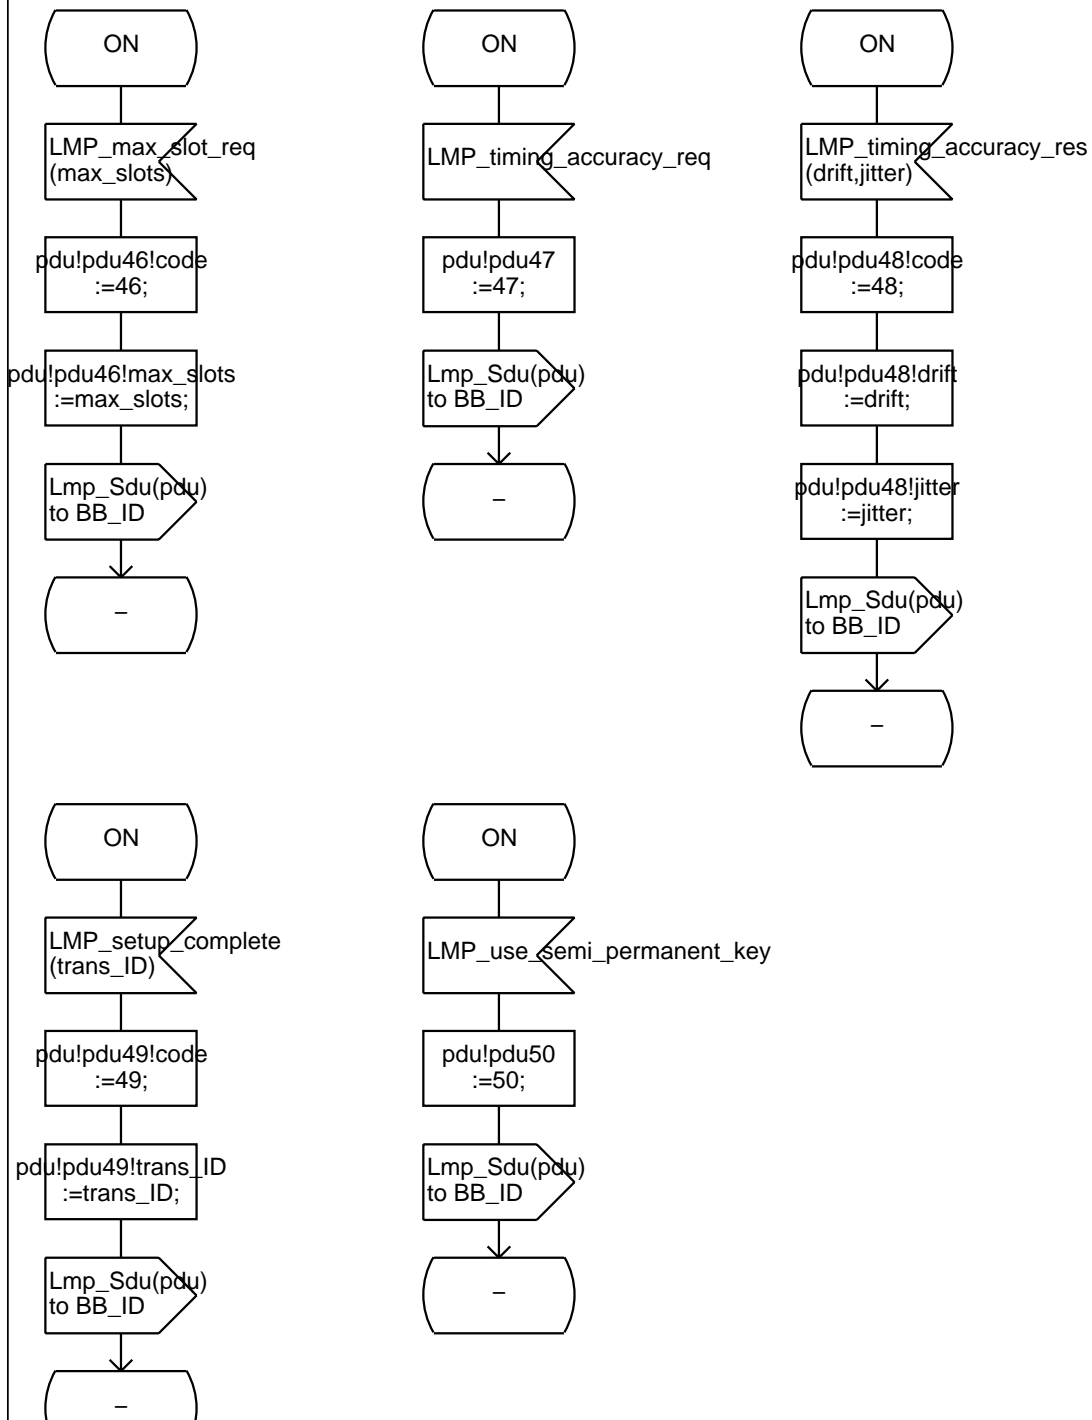 ON
LMP_max_slot_req
(max_slots)
pdu!pdu46!code
:=46;
pdu!pdu46!max_slots
:=max_slots;
Lmp_Sdu(pdu)
to BB_ID
–
ON
LMP_timing_accuracy_req
pdu!pdu47
:=47;
Lmp_Sdu(pdu)
to BB_ID
–
ON
LMP_timing_accuracy_res
(drift,jitter)
pdu!pdu48!code
:=48;
pdu!pdu48!drift
:=drift;
pdu!pdu48!jitter
:=jitter;
Lmp_Sdu(pdu)
to BB_ID
–
ON
LMP_setup_complete
(trans_ID)
pdu!pdu49!code
:=49;
pdu!pdu49!trans_ID
:=trans_ID;
Lmp_Sdu(pdu)
to BB_ID
–
ON
LMP_use_semi_permanent_key
pdu!pdu50
:=50;
Lmp_Sdu(pdu)
to BB_ID
–